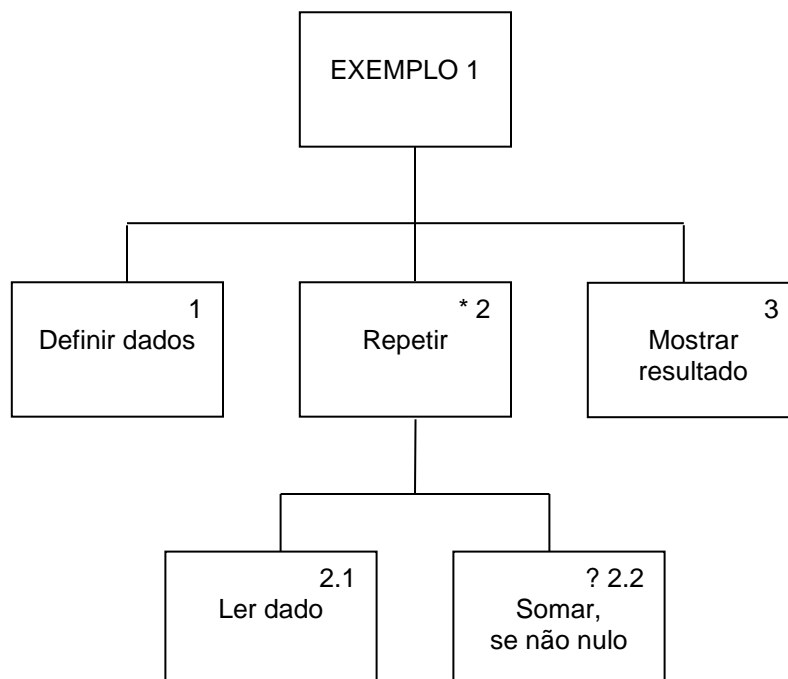 EXEMPLO 1
1
Definir dados
* 2
Repetir
3
Mostrar
resultado
2.1
Ler dado
? 2.2
Somar,
se não nulo